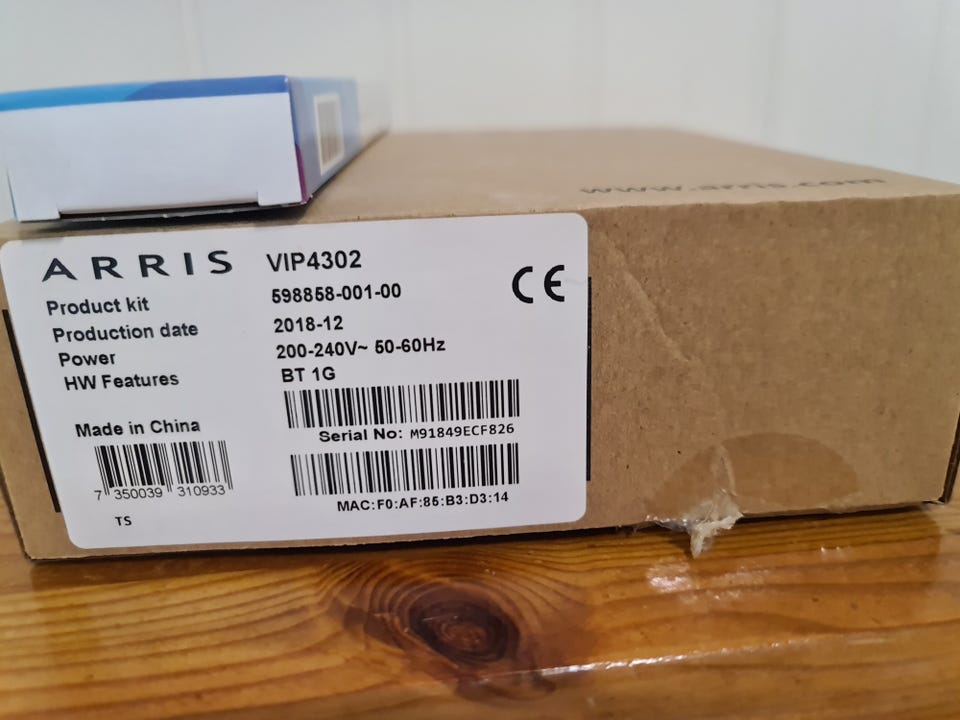 www.arris.com
ARRIS VIP4302
Product kit 598858-001-00
Production date 2018-12
Power 200-240V~ 50-60Hz
HW Features BT 1G
CE
Made in China
Serial No: M91849ECF826
7 350039 310933
MAC:F0:AF:85:B3:D3:14
TS